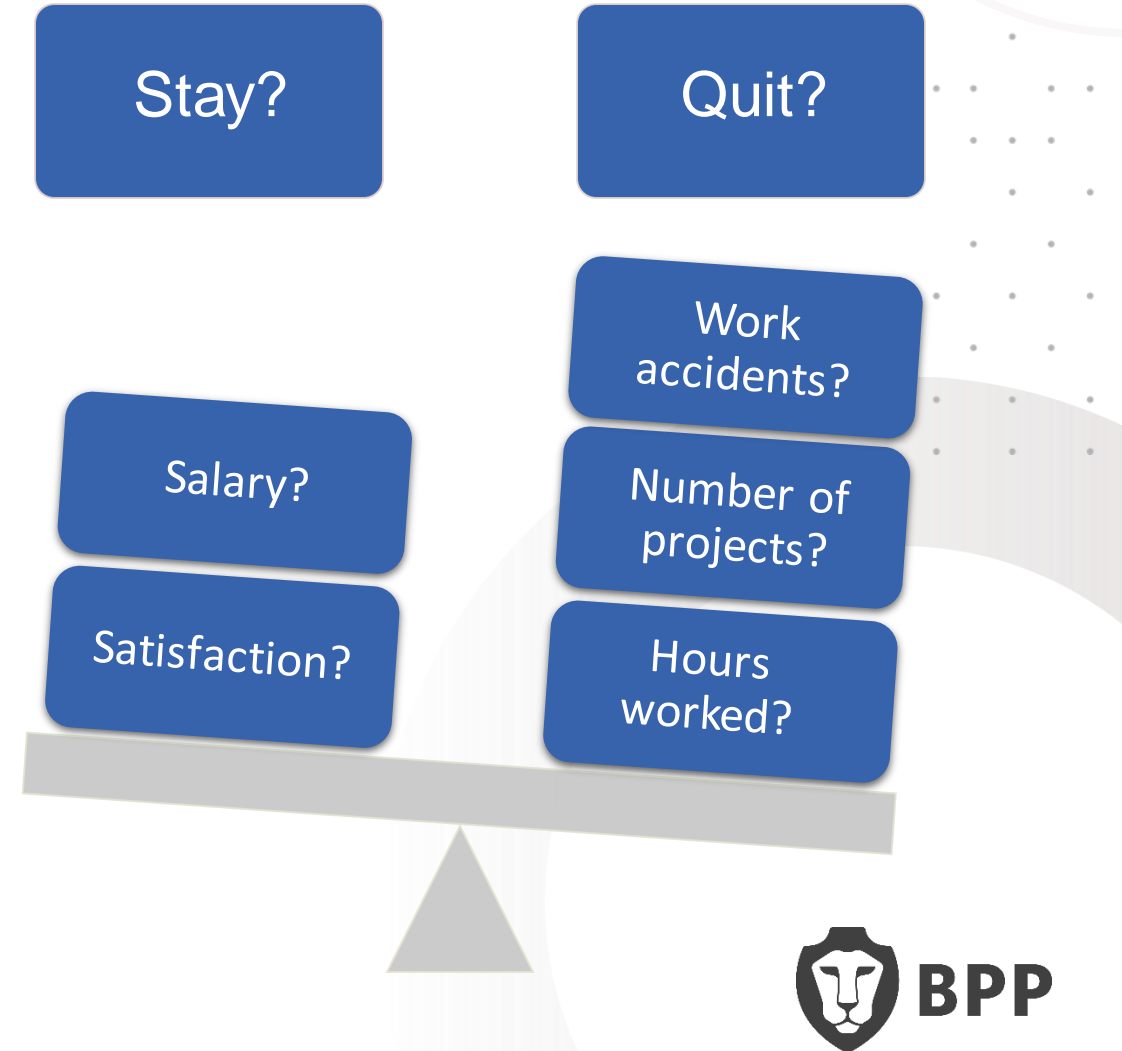 Stay?
Quit?
Work
accidents?
Salary?
Number of
projects?
Satisfaction?
Hours
worked?
BPP